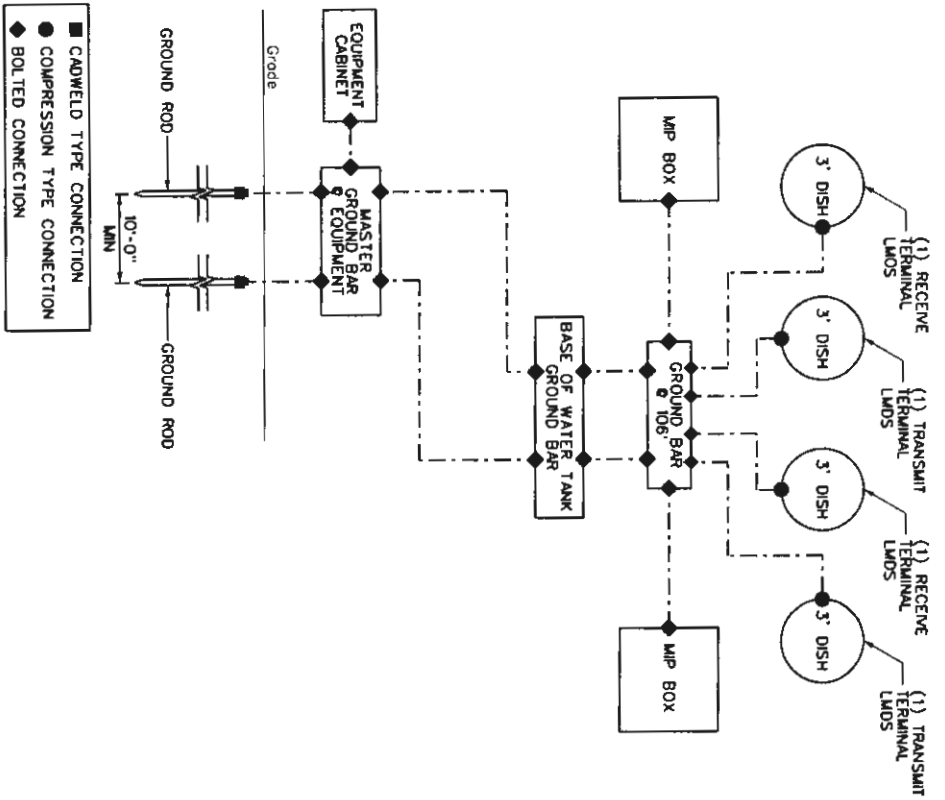 (1) RECEIVE
TERMINAL
LMDS
(1) TRANSMIT
TERMINAL
LMDS
(1) RECEIVE
TERMINAL
LMDS
(1) TRANSMIT
TERMINAL
LMDS
3' DISH
3' DISH
3' DISH
3' DISH
MIP BOX
GROUND BAR
@ 106'
MIP BOX
BASE OF WATER TANK
GROUND BAR
EQUIPMENT
CABINET
MASTER
GROUND BAR
@ EQUIPMENT
Grade
GROUND ROD
10'-0"
MIN
GROUND ROD
CADWELD TYPE CONNECTION
COMPRESSION TYPE CONNECTION
BOLTED CONNECTION